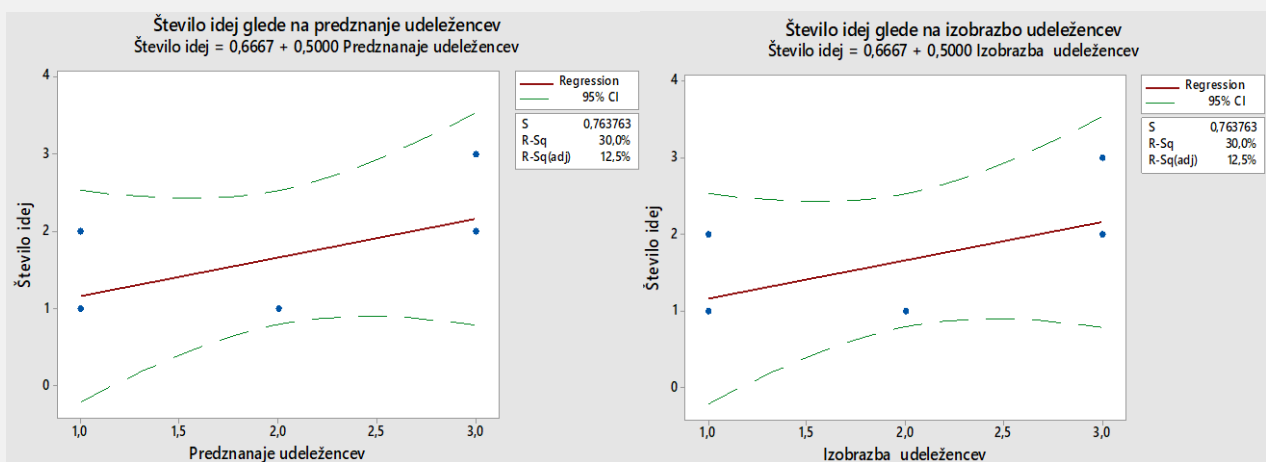 Število idej glede na predznanje udeležencev
Število idej = 0,6667 + 0,5000 Predznanaje udeležencev
Regression
95% CI
S 0,763763
R-Sq 30,0%
R-Sq(adj) 12,5%
4
3
2
1
0
Število idej
1,0 1,5 2,0 2,5 3,0
Predznanaje udeležencev
Število idej glede na izobrazbo udeležencev
Število idej = 0,6667 + 0,5000 Izobrazba udeležencev
Regression
95% CI
S 0,763763
R-Sq 30,0%
R-Sq(adj) 12,5%
4
3
2
1
0
Število idej
1,0 1,5 2,0 2,5 3,0
Izobrazba udeležencev